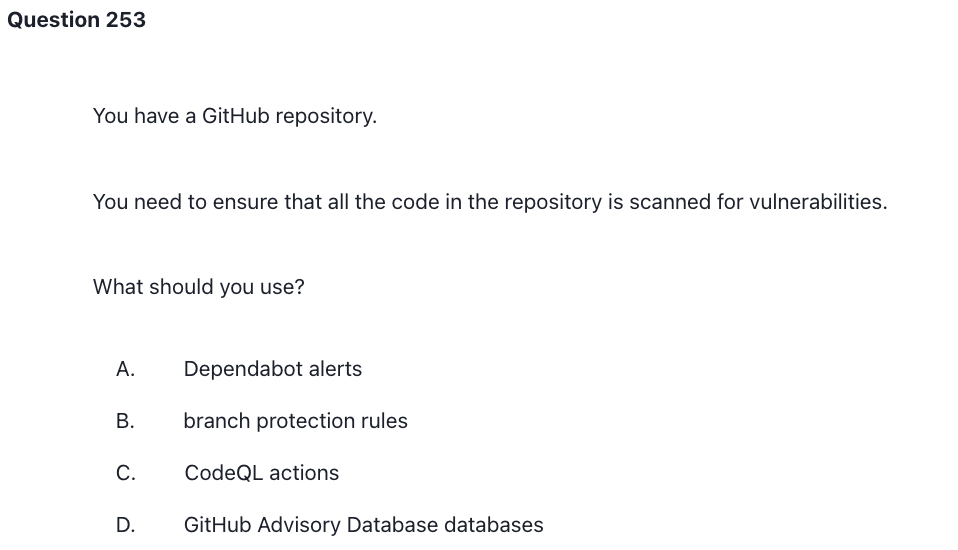 Question 253
You have a GitHub repository.
You need to ensure that all the code in the repository is scanned for vulnerabilities.
What should you use?
A. Dependabot alerts
B. branch protection rules
C. CodeQL actions
D. GitHub Advisory Database databases